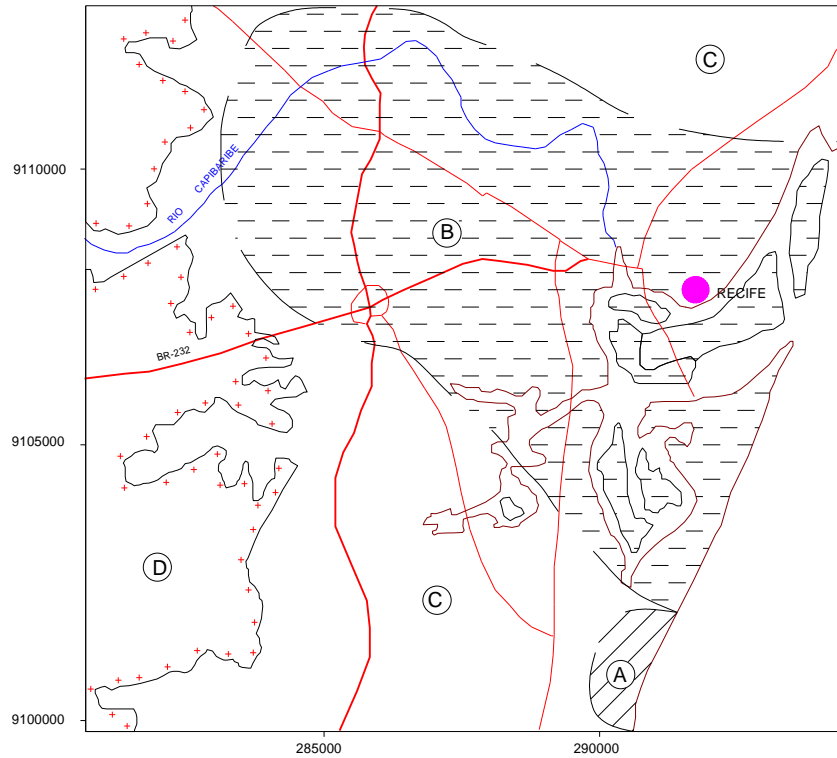 C
9110000
RIO CAPIBARIBE
B
RECIFE
BR-232
9105000
D
C
A
9100000
285000
290000